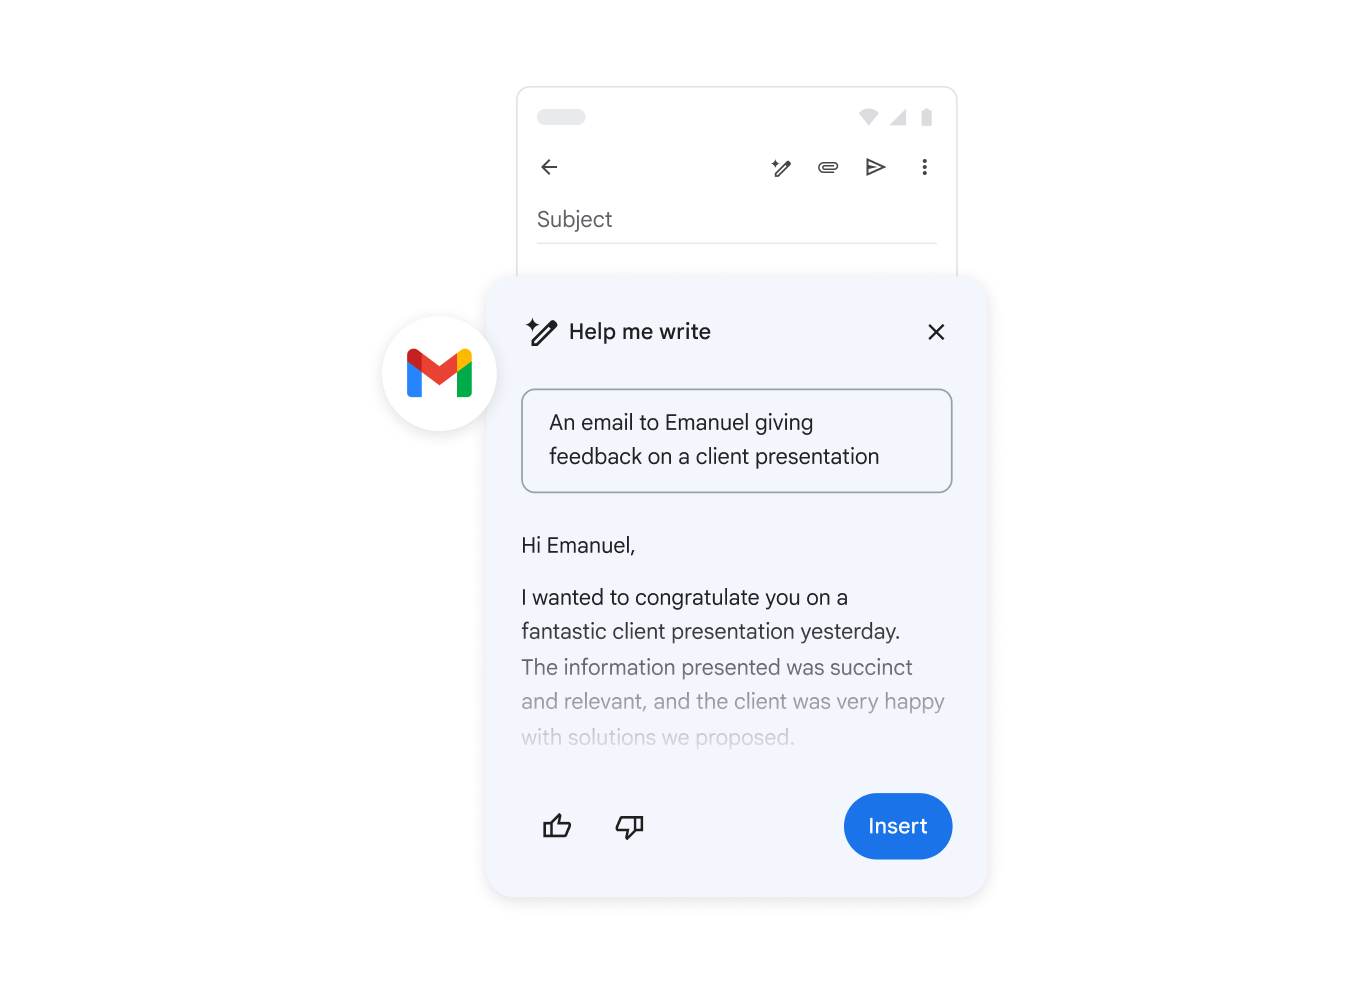 Subject
Help me write
An email to Emanuel giving
feedback on a client presentation
Hi Emanuel,
I wanted to congratulate you on a
fantastic client presentation yesterday.
The information presented was succinct
and relevant, and the client was very happy
with solutions we proposed.
Insert